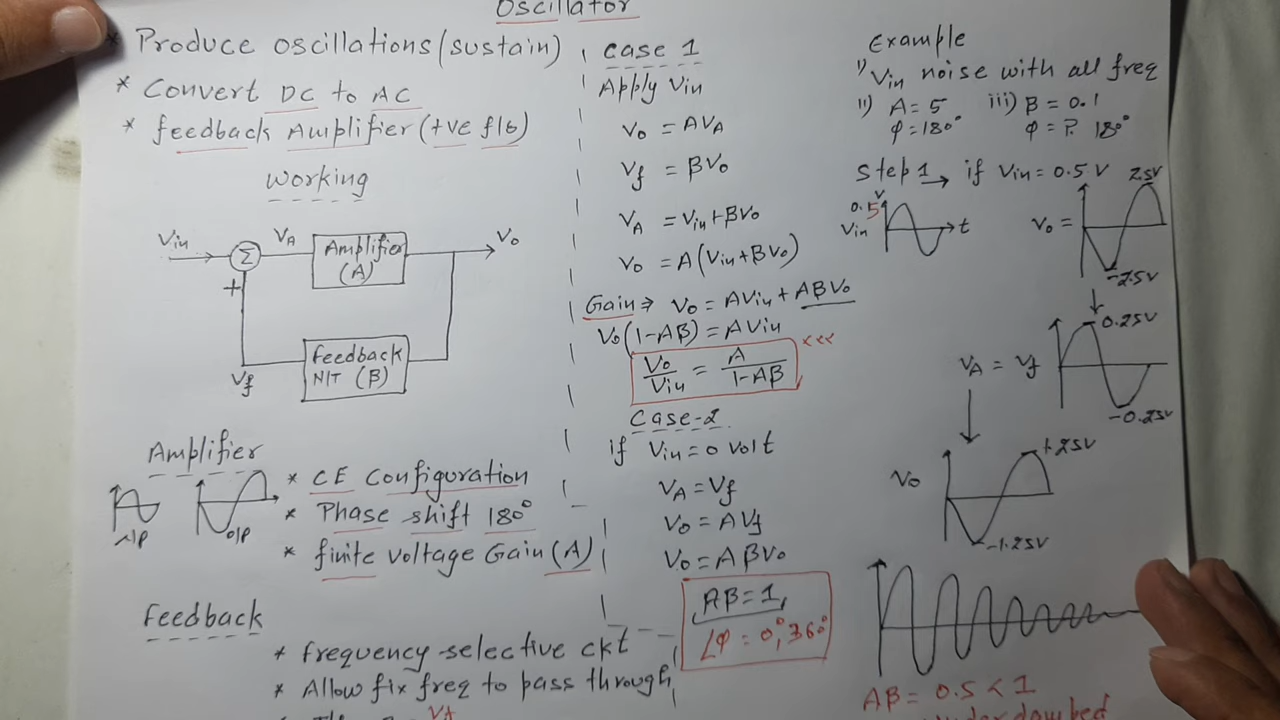 Oscillator
* Produce oscillations (sustain)
* Convert DC to AC
* feedback Amplifier (+ve f/b)
Working
Vin
Σ
+
VA
Amplifier
(A)
Vo
feedback
N/T (β)
Vf
Amplifier
i/p
o/p
* CE Configuration
* Phase shift 180°
* finite voltage Gain (A)
Feedback
* frequency selective ckt
* Allow fix freq to pass through
Case 1
Apply Vin
Vo = AVA
Vf = βVo
VA = Vin + βVo
Vo = A(Vin + βVo)
Gain ⇒ Vo = AVin + AβVo
Vo(1-Aβ) = AVin
Vo/Vin = A/1-Aβ
<<<
Case-2
if Vin = 0 volt
VA = Vf
Vo = AVf
Vo = AβVo
Aβ = 1,
∠φ = 0°, 360°
Example
i) Vin noise with all freq
ii) A = 5 iii) β = 0.1
φ = 180° φ = ? 180°
Step 1 → if Vin = 0.5 V
V
0.5
Vin
t
Vo =
2.5V
-2.5V
VA = Vf
0.25V
-0.25V
Vo
+1.25V
-1.25V
Aβ = 0.5 < 1